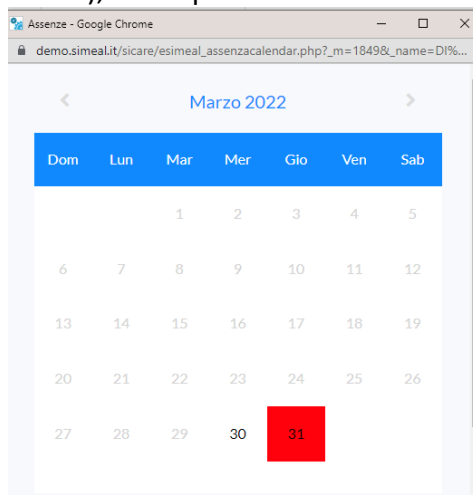 Assenze - Google Chrome
demo.simeal.it/sicare/esimeal_assenzacalendar.php?_m=1849&_name=DI%...
Marzo 2022
Dom Lun Mar Mer Gio Ven Sab
1 2 3 4 5
6 7 8 9 10 11 12
13 14 15 16 17 18 19
20 21 22 23 24 25 26
27 28 29 30 31